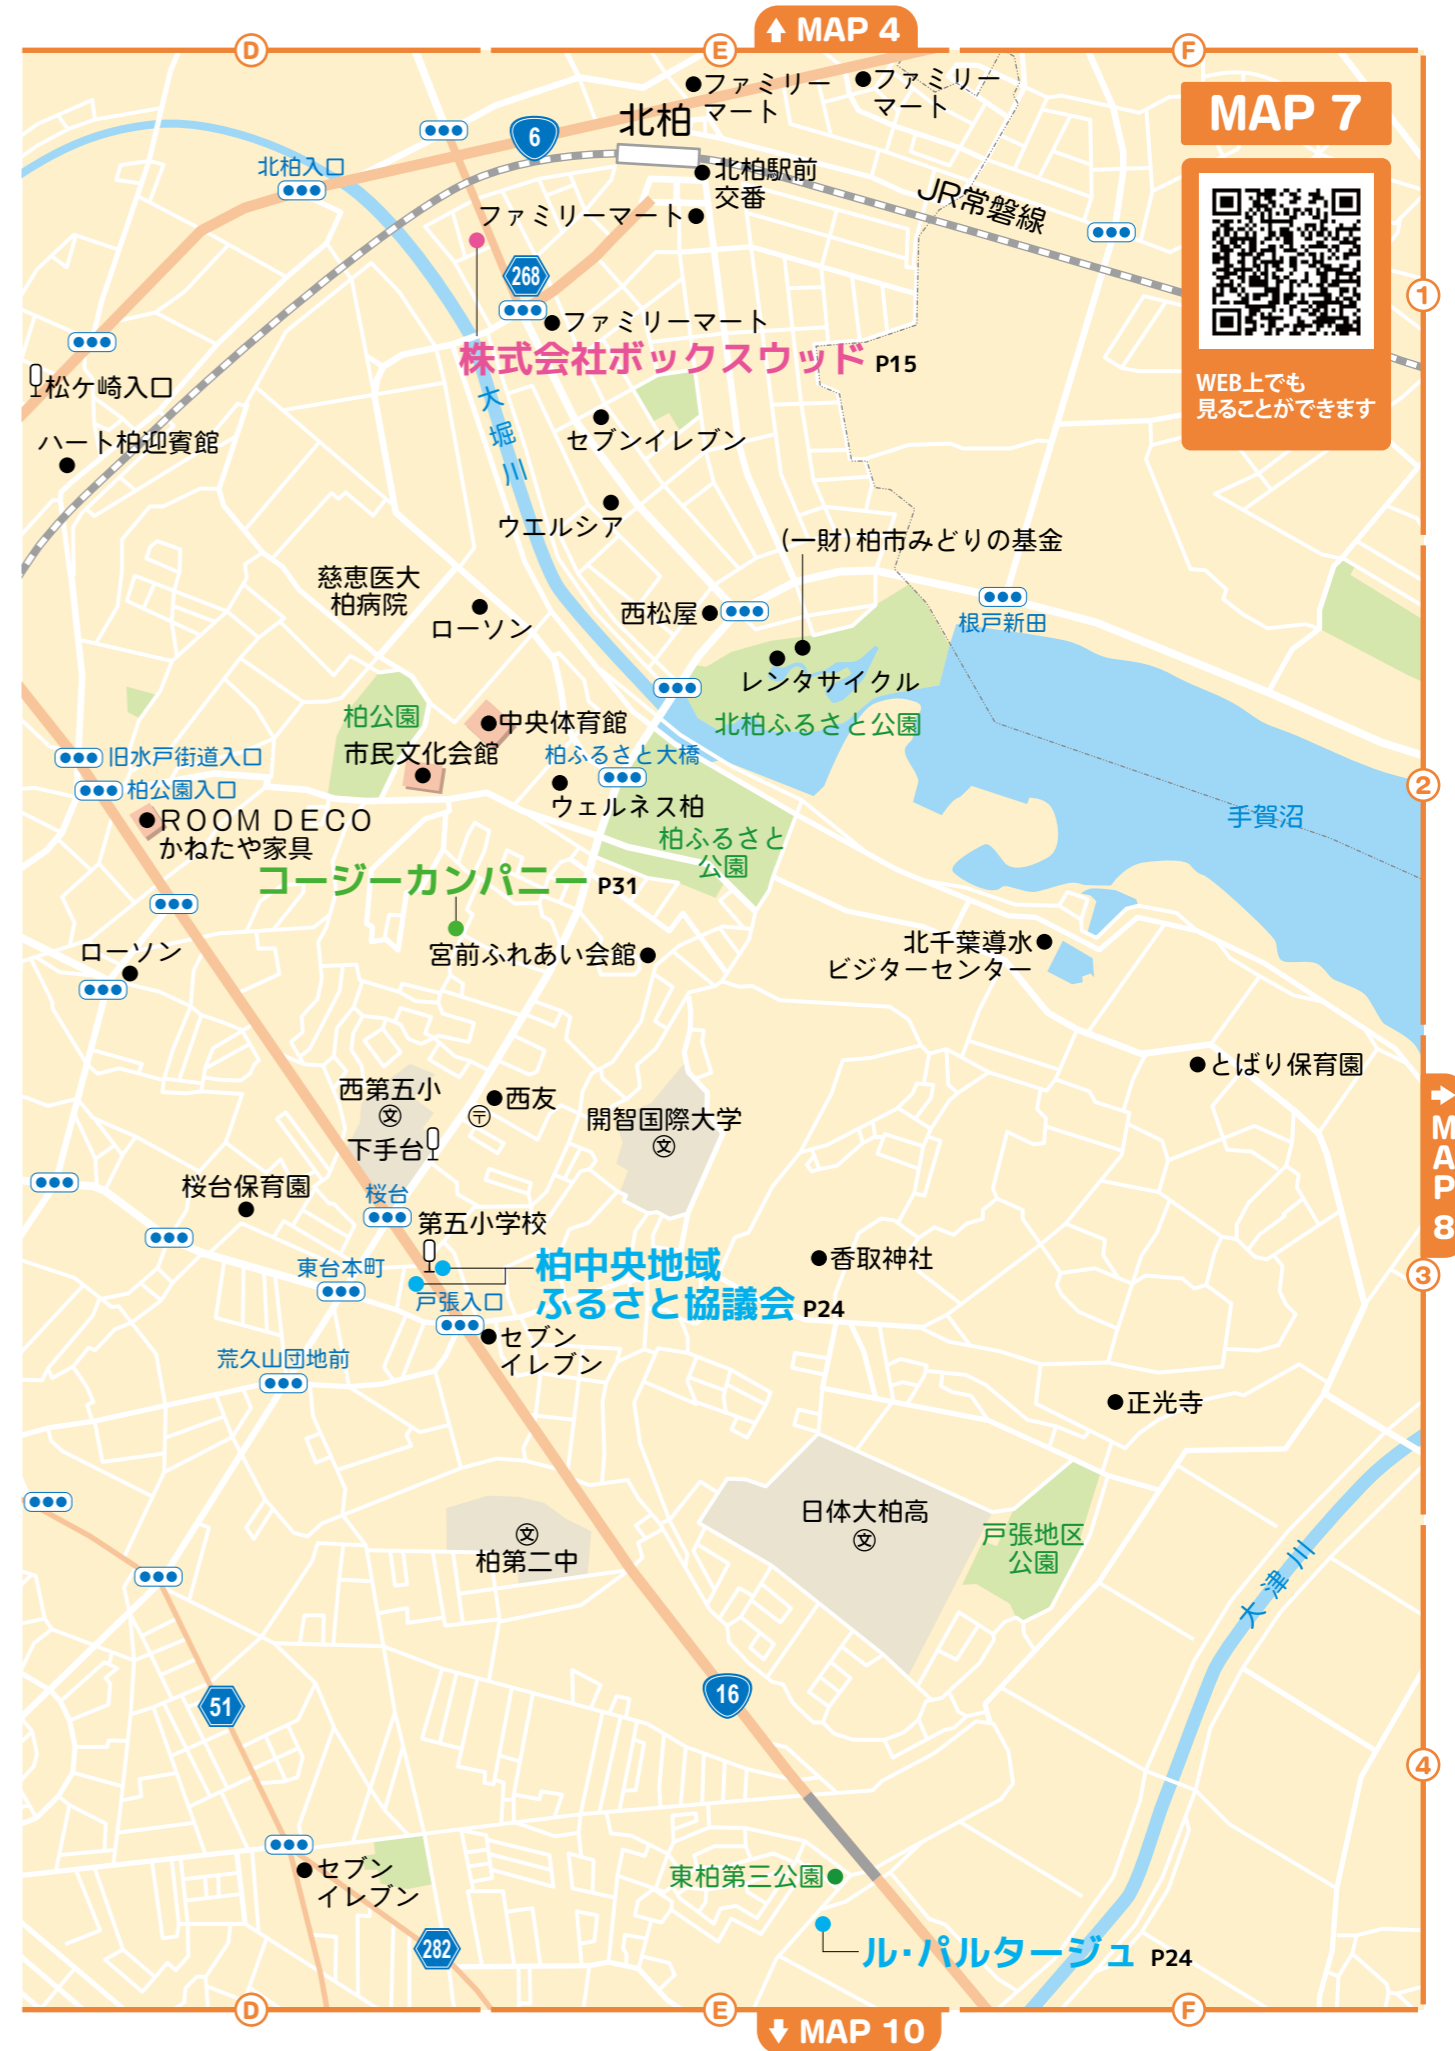 MAP 4
D
E
F
MAP 7
WEB上でも
見ることができます
ファミリー
マート
ファミリー
マート
北柏
6
北柏入口
北柏駅前
交番
JR常磐線
ファミリーマート
268
1
ファミリーマート
株式会社ボックスウッド P15
松ケ崎入口
大堀川
ハート柏迎賓館
セブンイレブン
ウエルシア
(一財)柏市みどりの基金
慈恵医大
柏病院
ローソン
西松屋
根戸新田
レンタサイクル
北柏ふるさと公園
柏公園
中央体育館
市民文化会館
柏ふるさと大橋
旧水戸街道入口
柏公園入口
ウェルネス柏
2
手賀沼
ROOM DECO
かねたや家具
柏ふるさと
公園
コージーカンパニー P31
ローソン
宮前ふれあい会館
北千葉導水
ビジターセンター
とばり保育園
西第五小
文
〒
西友
開智国際大学
文
下手台
MAP 8
桜台保育園
桜台
第五小学校
東台本町
柏中央地域
ふるさと協議会 P24
香取神社
3
戸張入口
セブン
イレブン
荒久山団地前
正光寺
日体大柏高
文
戸張地区
公園
文
柏第二中
大津川
51
16
4
セブン
イレブン
東柏第三公園
282
ル・パルタージュ P24
D
E
F
MAP 10